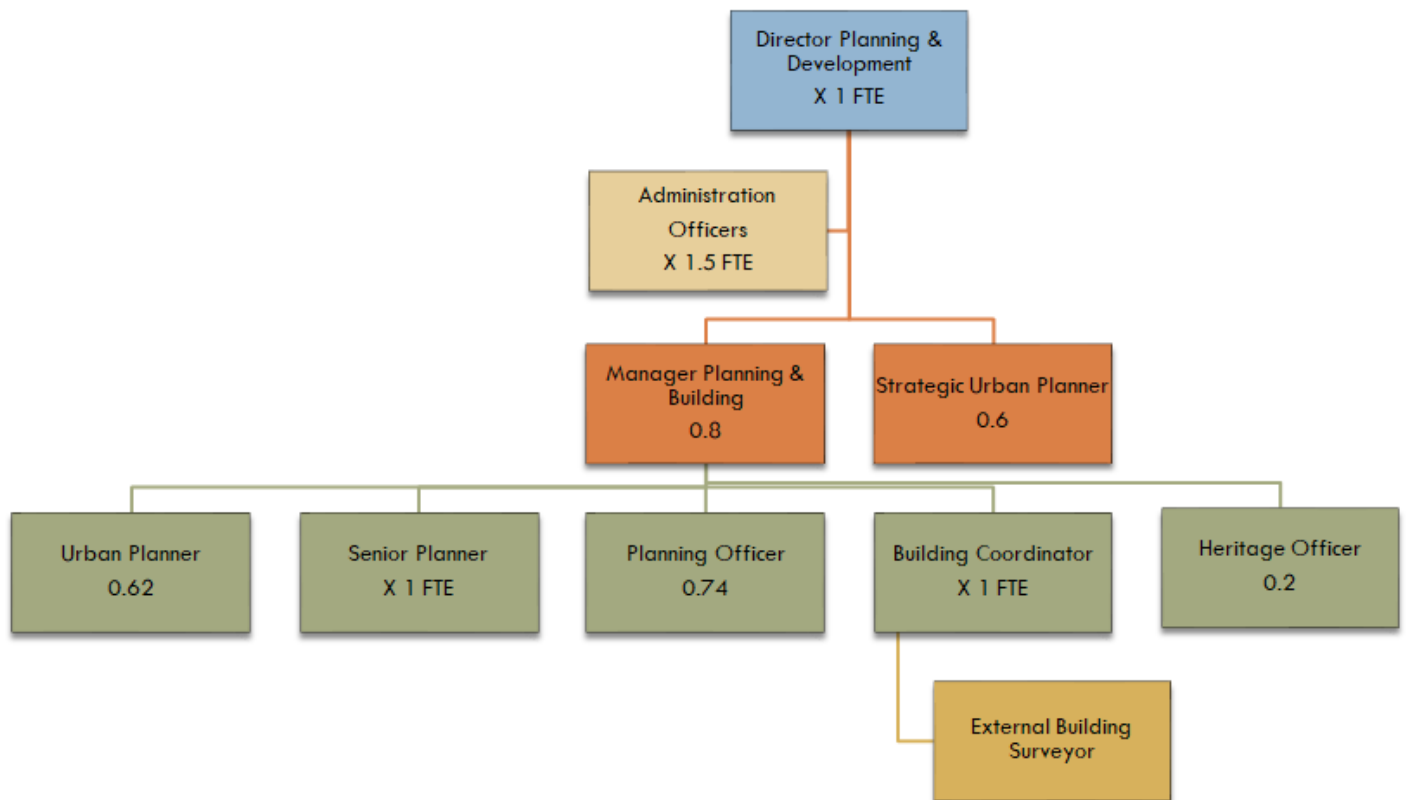 Director Planning &
Development
X 1 FTE
Administration
Officers
X 1.5 FTE
Manager Planning &
Building
0.8
Strategic Urban Planner
0.6
Urban Planner
0.62
Senior Planner
X 1 FTE
Planning Officer
0.74
Building Coordinator
X 1 FTE
Heritage Officer
0.2
External Building
Surveyor